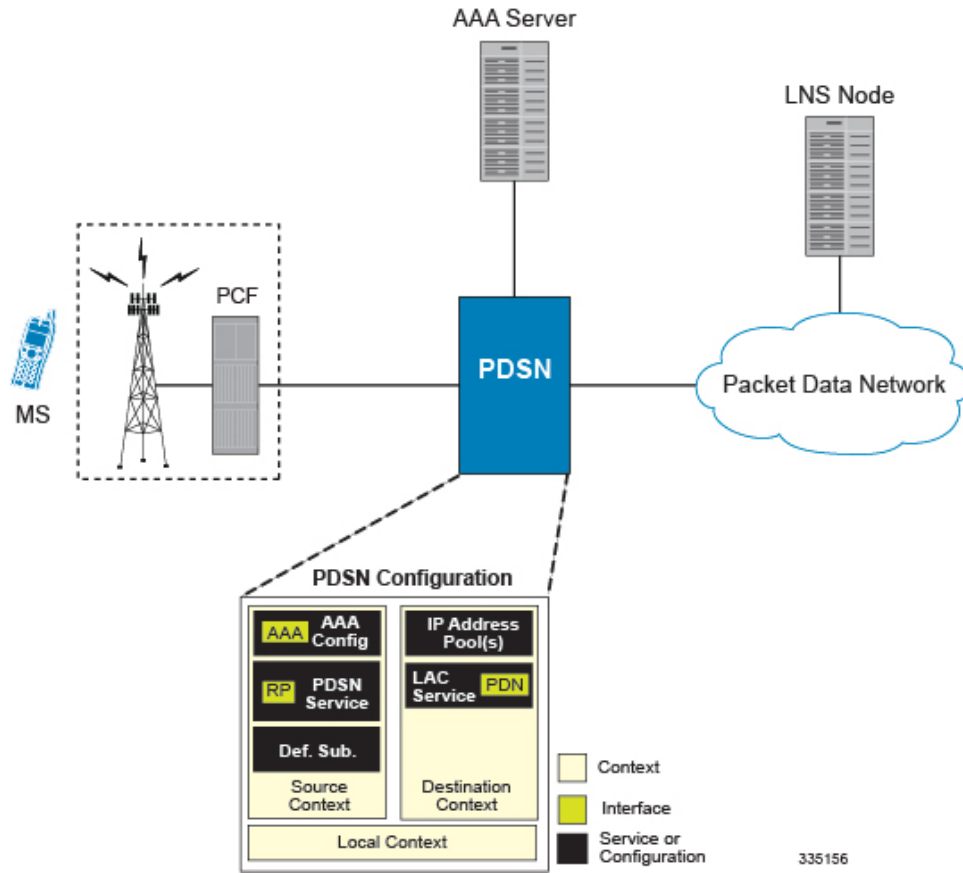 AAA Server
LNS Node
PCF
MS
PDSN
Packet Data Network
PDSN Configuration
AAA
AAA
Config
RP
PDSN
Service
Def. Sub.
Source
Context
IP Address
Pool(s)
LAC
Service
PDN
Destination
Context
Local Context
Context
Interface
Service or
Configuration
335156